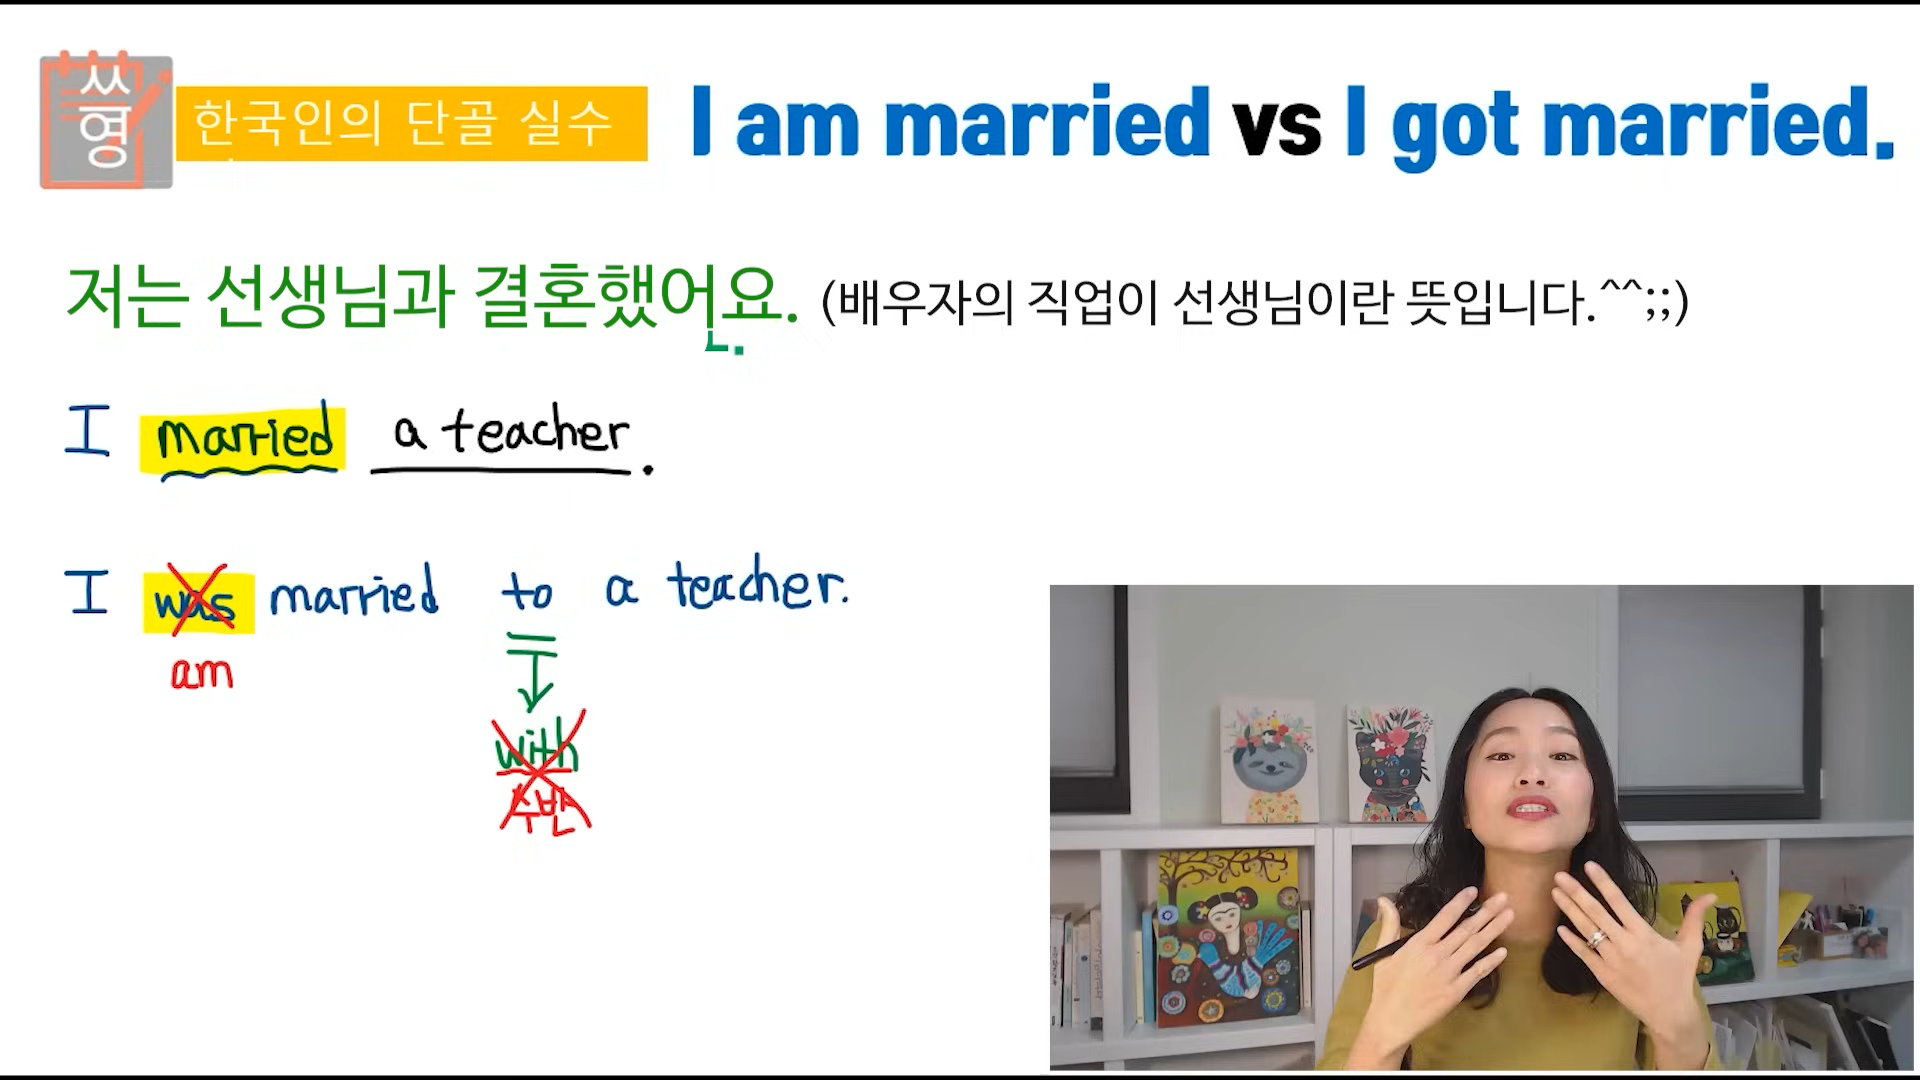 쓰
영
한국인의 단골 실수
I am married vs I got married.
저는 선생님과 결혼했어요. (배우자의 직업이 선생님이란 뜻입니다.^^;;)
ㄴ.
I married a teacher.
I was married to a teacher.
am
with
수반